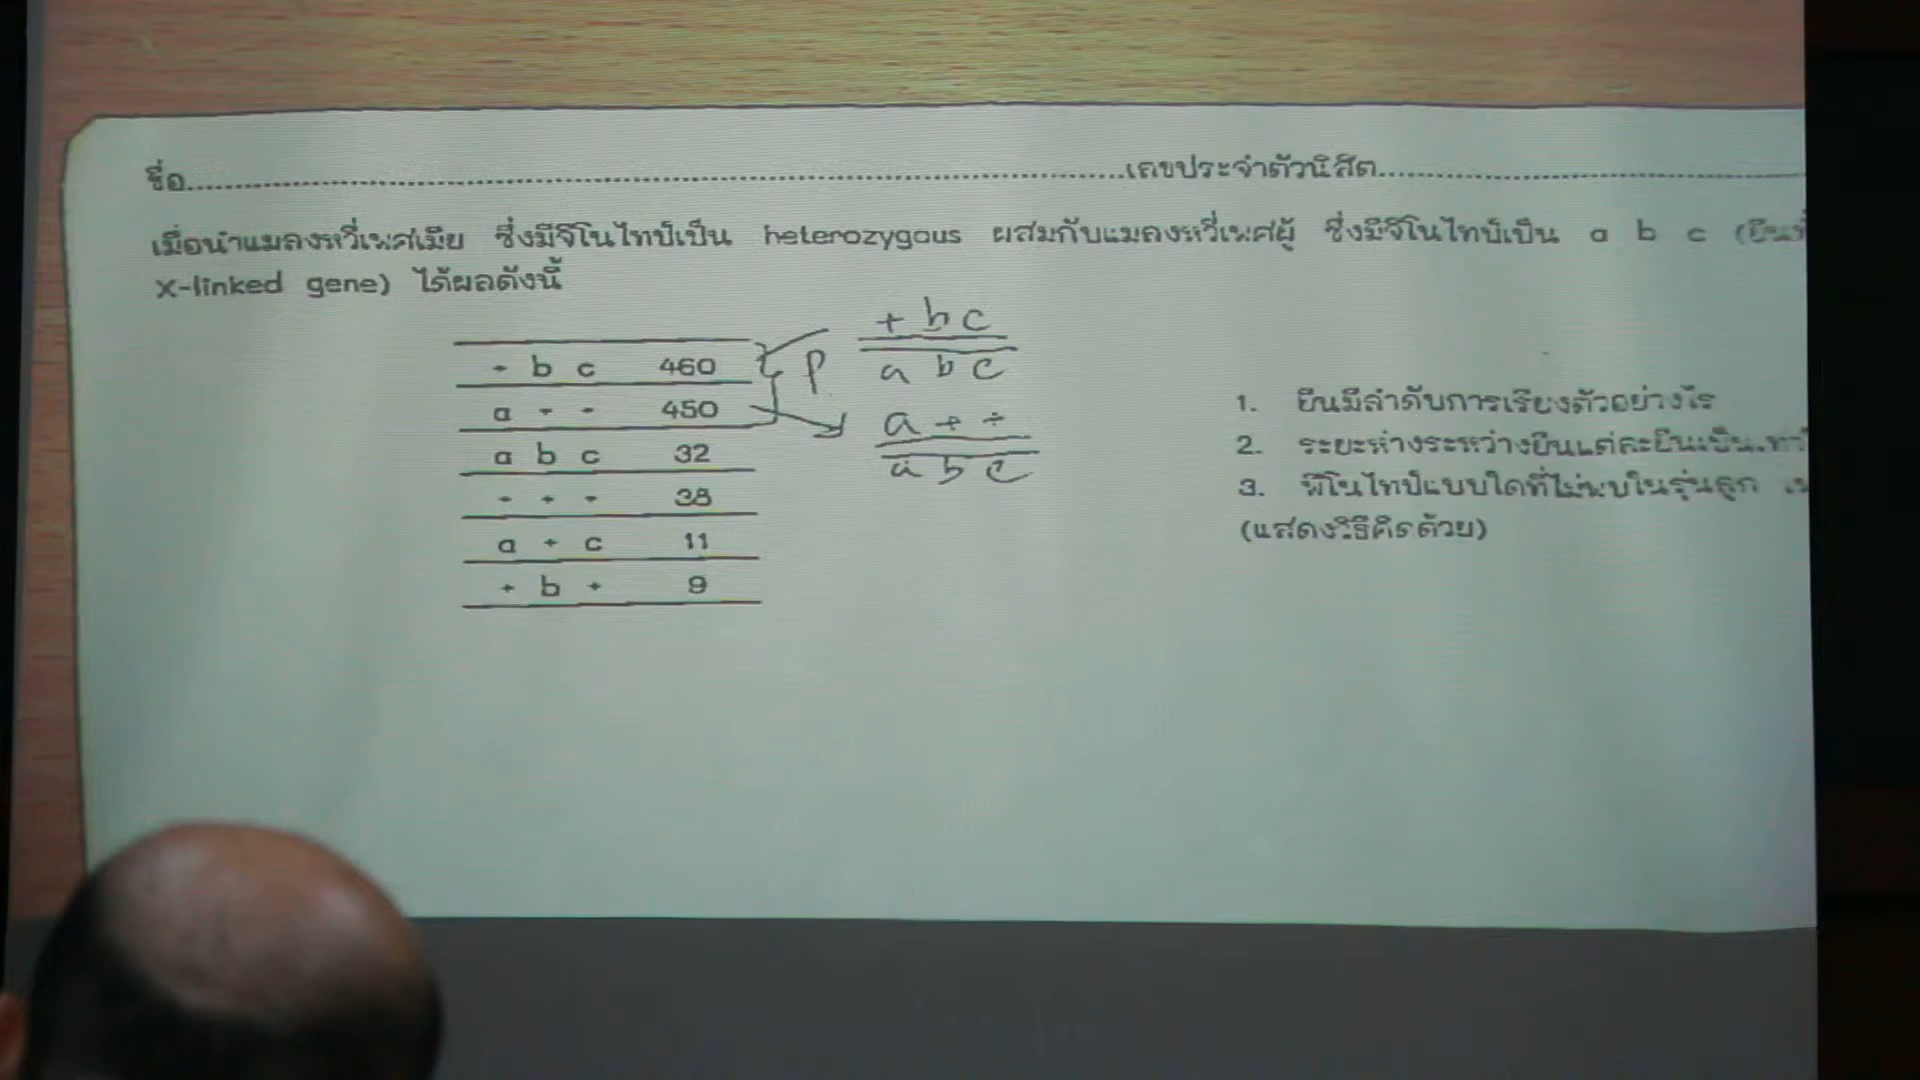 ชื่อ................................................เลขประจำตัวนิสิต....................
เมื่อนำแมลงหวี่เพศเมีย ซึ่งมีจีโนไทป์เป็น heterozygous ผสมกับแมลงหวี่เพศผู้ ซึ่งมีจีโนไทป์เป็น a b c (ยีนทั้
X-linked gene) ได้ผลดังนี้
+ b c 460
a + + 450
a b c 32
+ + + 38
a + c 11
+ b + 9
P
+ b c
a b c
a + +
a b c
1. ยีนมีลำดับการเรียงตัวอย่างไร
2. ระยะห่างระหว่างยีนแต่ละยีนเป็นเท่า
3. ฟีโนไทป์แบบใดที่ไม่พบในรุ่นลูก
(แสดงวิธีคิดด้วย)